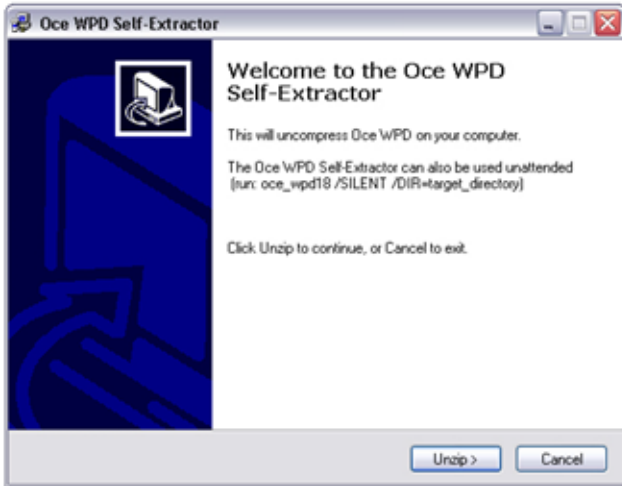 Oce WPD Self-Extractor
Welcome to the Oce WPD
Self-Extractor
This will uncompress Oce WPD on your computer.
The Oce WPD Self-Extractor can also be used unattended
(run: oce_wpd18 /SILENT /DIR=target_directory)
Click Unzip to continue, or Cancel to exit.
Unzip >
Cancel